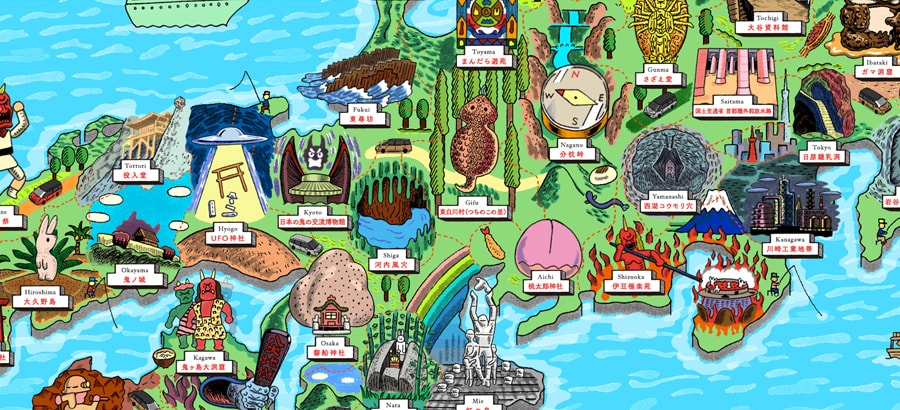 Toyama
まんだら遊苑
Tochigi
大谷資料館
Gunma
さざえ堂
Ibaraki
ガマ洞窟
Fukui
東尋坊
Saitama
国土交通省 首都圏外郭放水路
N
W
E
S
Nagano
分杭峠
Tokyo
日原鍾乳洞
Tottori
投入堂
Gifu
東白川村(つちのこの里)
Yamanashi
西湖コウモリ穴
Kyoto
日本の鬼の交流博物館
Hyogo
UFO神社
Kanagawa
川崎工業地帯
Shiga
河内風穴
Okayama
鬼ノ城
Aichi
桃太郎神社
Shizuoka
伊豆極楽苑
Hiroshima
大久野島
Osaka
磐船神社
Kagawa
鬼ヶ島大洞窟
Nara
Mie